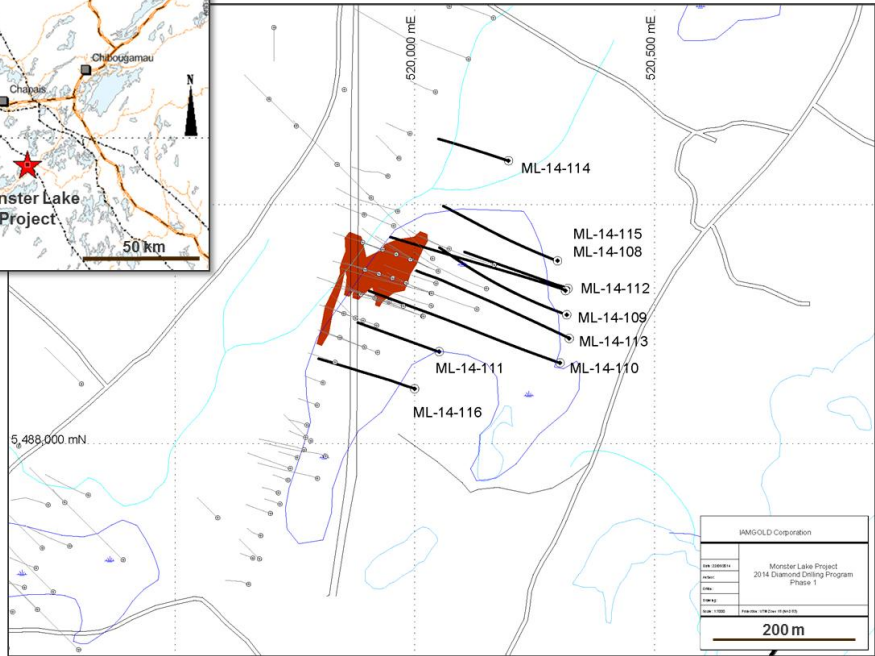 Chibougamau
Chapais
N
nster Lake
Project
50 km
520,000 mE
520,500 mE
ML-14-114
ML-14-115
ML-14-108
ML-14-112
ML-14-109
ML-14-113
ML-14-110
ML-14-111
ML-14-116
5,488,000 mN
IAMGOLD Corporation
Monster Lake Project
2014 Diamond Drilling Program
Phase 1
200 m